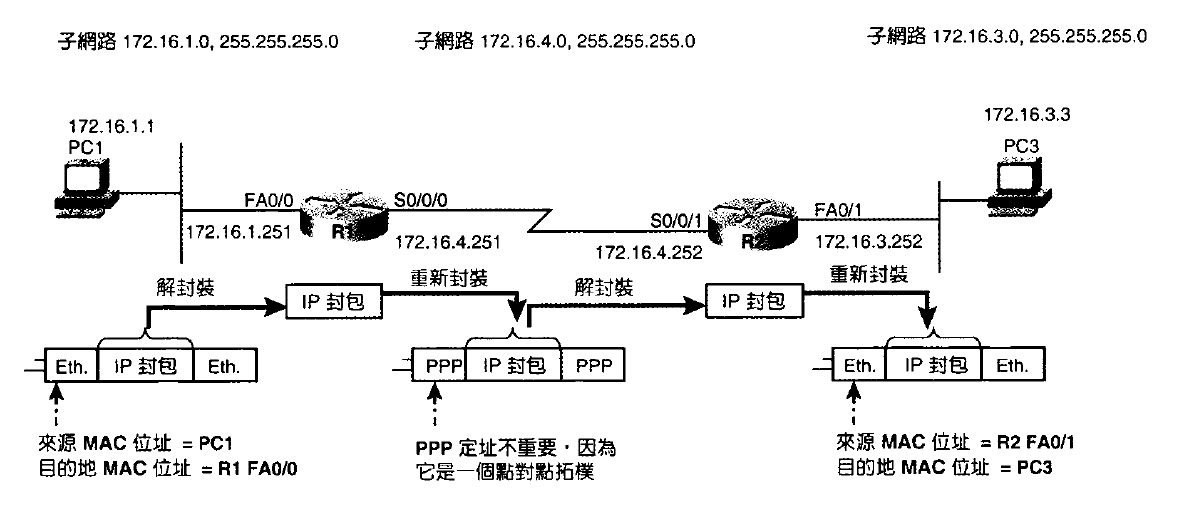 子網路 172.16.1.0, 255.255.255.0
子網路 172.16.4.0, 255.255.255.0
子網路 172.16.3.0, 255.255.255.0
172.16.1.1
PC1
172.16.3.3
PC3
FA0/0
R1
S0/0/0
S0/0/1
R2
FA0/1
172.16.1.251
172.16.4.251
172.16.4.252
172.16.3.252
解封裝
IP 封包
重新封裝
解封裝
IP 封包
重新封裝
Eth.
IP 封包
Eth.
PPP
IP 封包
PPP
Eth.
IP 封包
Eth.
來源 MAC 位址 = PC1
目的地 MAC 位址 = R1 FA0/0
PPP 定址不重要，因為
它是一個點對點拓樸
來源 MAC 位址 = R2 FA0/1
目的地 MAC 位址 = PC3